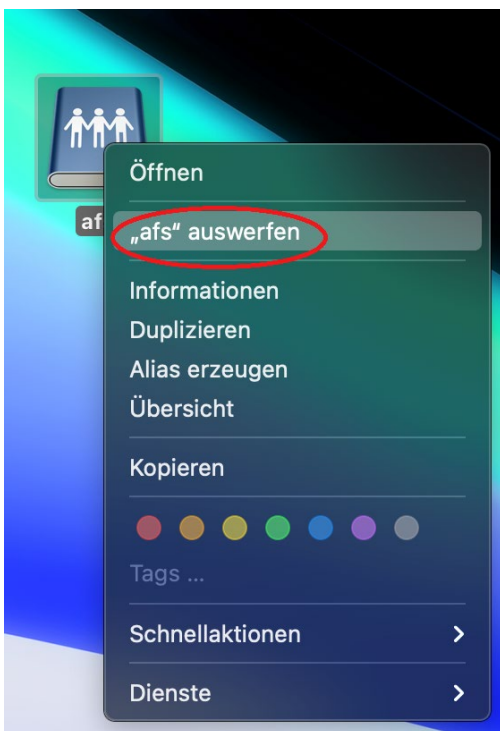 af
Öffnen
„afs“ auswerfen
Informationen
Duplizieren
Alias erzeugen
Übersicht
Kopieren
Tags ...
Schnellaktionen
Dienste